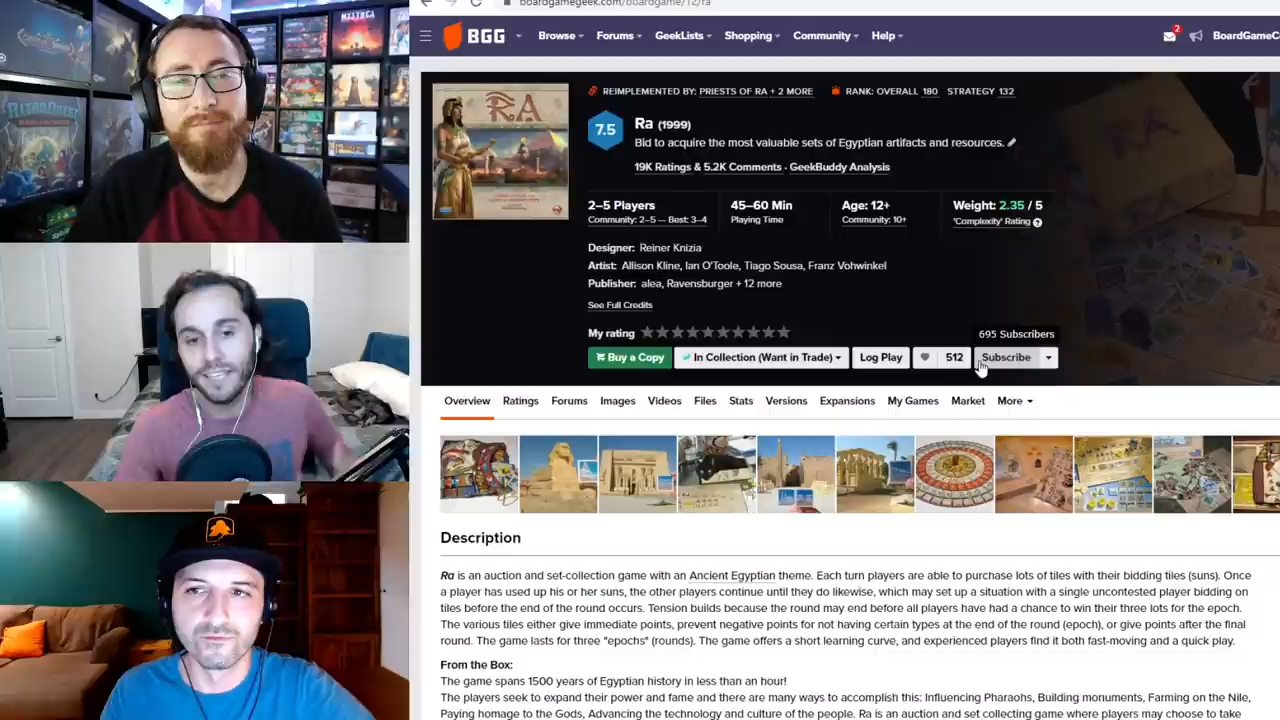 boardgamegeek.com/boardgame/12/ra
BGG Browse Forums GeekLists Shopping Community Help 2 BoardGameC
REIMPLEMENTED BY: PRIESTS OF RA + 2 MORE RANK: OVERALL 180 STRATEGY 132
RA
7.5 Ra (1999)
Bid to acquire the most valuable sets of Egyptian artifacts and resources.
19K Ratings & 5.2K Comments · GeekBuddy Analysis
2–5 Players 45–60 Min Age: 12+ Weight: 2.35 / 5
Community: 2–5 — Best: 3–4 Playing Time Community: 10+ 'Complexity' Rating
Designer: Reiner Knizia
Artist: Allison Kline, Ian O'Toole, Tiago Sousa, Franz Vohwinkel
Publisher: alea, Ravensburger + 12 more
See Full Credits
My rating 695 Subscribers
Buy a Copy In Collection (Want in Trade) Log Play 512 Subscribe
Overview Ratings Forums Images Videos Files Stats Versions Expansions My Games Market More
Description
Ra is an auction and set-collection game with an Ancient Egyptian theme. Each turn players are able to purchase lots of tiles with their bidding tiles (suns). Once
a player has used up his or her suns, the other players continue until they do likewise, which may set up a situation with a single uncontested player bidding on
tiles before the end of the round occurs. Tension builds because the round may end before all players have had a chance to win their three lots for the epoch.
The various tiles either give immediate points, prevent negative points for not having certain types at the end of the round (epoch), or give points after the final
round. The game lasts for three "epochs" (rounds). The game offers a short learning curve, and experienced players find it both fast-moving and a quick play.
From the Box:
The game spans 1500 years of Egyptian history in less than an hour!
The players seek to expand their power and fame and there are many ways to accomplish this: Influencing Pharaohs, Building monuments, Farming on the Nile,
Paying homage to the Gods, Advancing the technology and culture of the people. Ra is an auction and set collecting game where players may choose to take